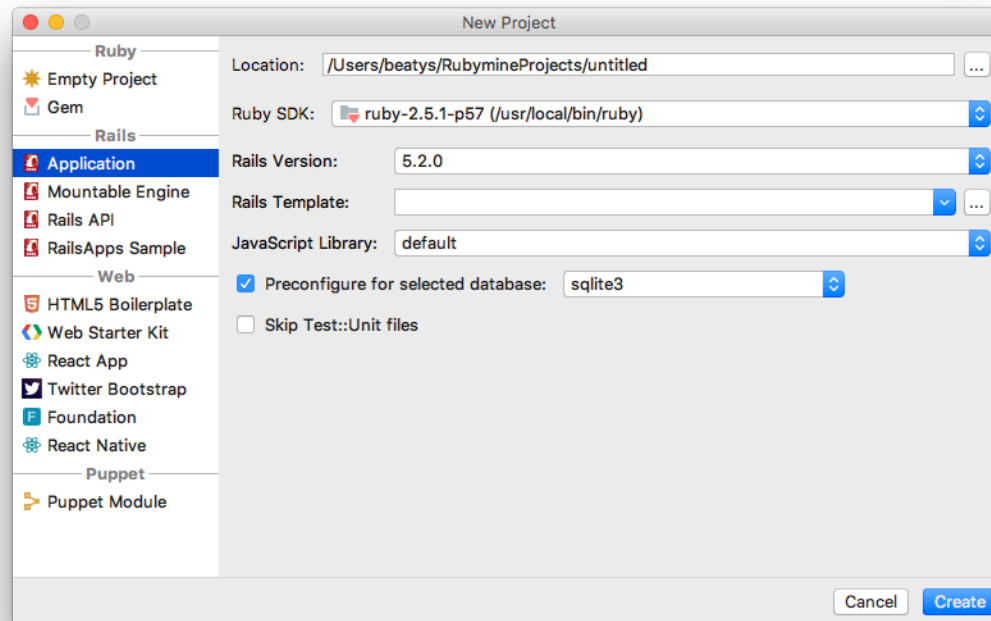 New Project
Ruby
Empty Project
Gem
Rails
Application
Mountable Engine
Rails API
RailsApps Sample
Web
HTML5 Boilerplate
Web Starter Kit
React App
Twitter Bootstrap
Foundation
React Native
Puppet
Puppet Module
Location: /Users/beatys/RubymineProjects/untitled ...
Ruby SDK: ruby-2.5.1-p57 (/usr/local/bin/ruby)
Rails Version: 5.2.0
Rails Template: ...
JavaScript Library: default
Preconfigure for selected database: sqlite3
Skip Test::Unit files
Cancel Create